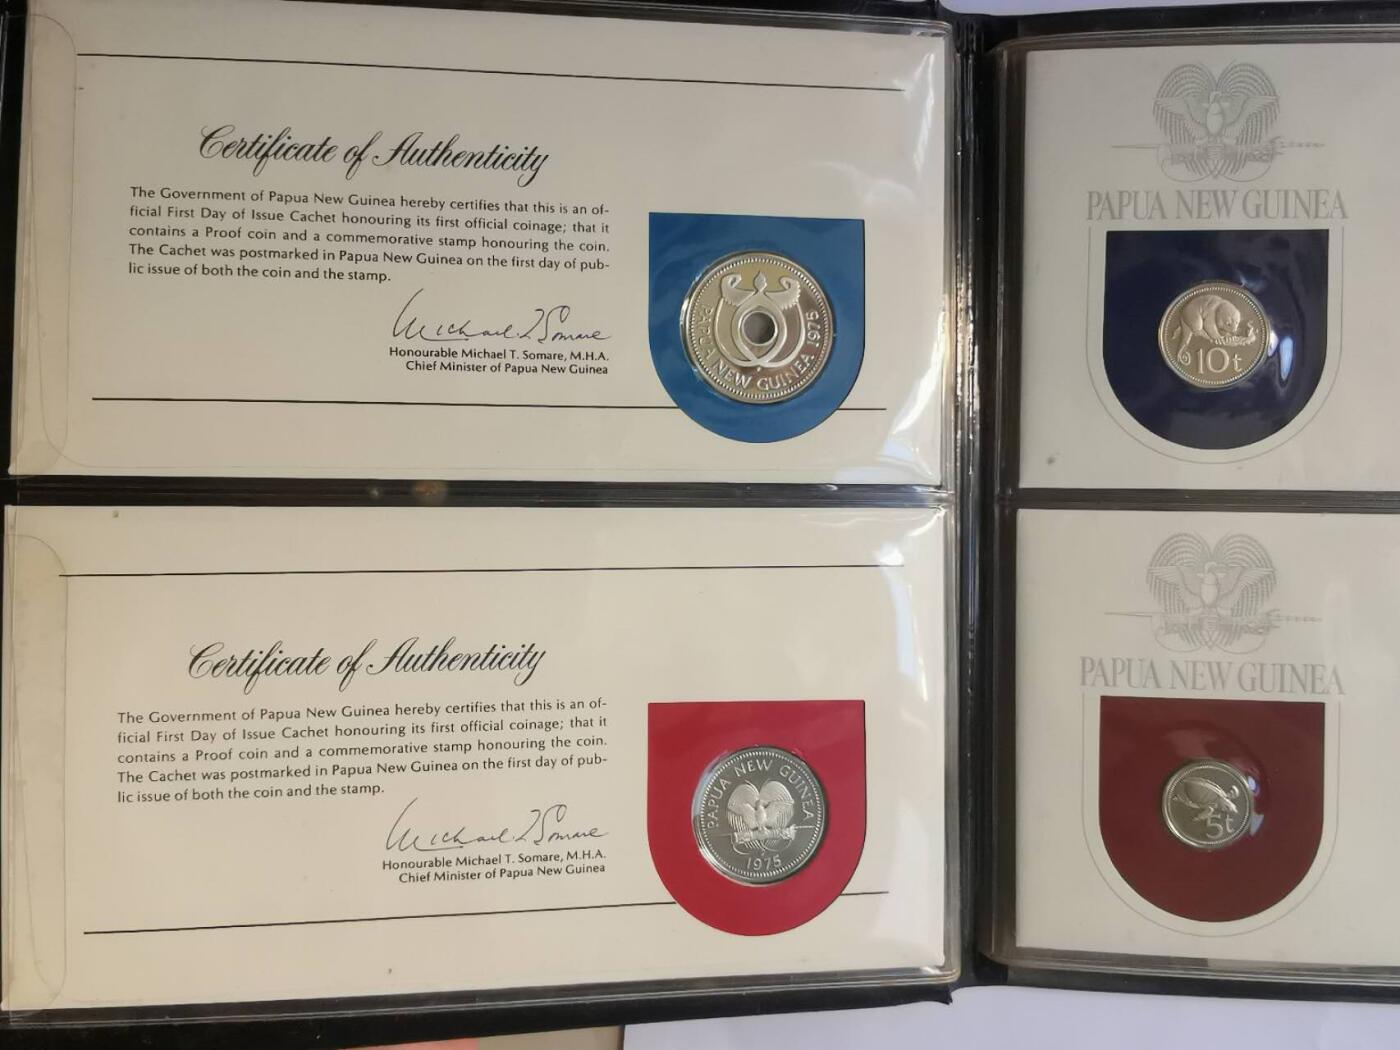 Certificate of Authenticity
The Government of Papua New Guinea hereby certifies that this is an of-
ficial First Day of Issue Cachet honouring its first official coinage; that it
contains a Proof coin and a commemorative stamp honouring the coin.
The Cachet was postmarked in Papua New Guinea on the first day of pub-
lic issue of both the coin and the stamp.
Michael T Somare
Honourable Michael T. Somare, M.H.A.
Chief Minister of Papua New Guinea
PAPUA NEW GUINEA 1975
PAPUA NEW GUINEA
10t
Certificate of Authenticity
The Government of Papua New Guinea hereby certifies that this is an of-
ficial First Day of Issue Cachet honouring its first official coinage; that it
contains a Proof coin and a commemorative stamp honouring the coin.
The Cachet was postmarked in Papua New Guinea on the first day of pub-
lic issue of both the coin and the stamp.
Michael T Somare
Honourable Michael T. Somare, M.H.A.
Chief Minister of Papua New Guinea
PAPUA NEW GUINEA
1975
PAPUA NEW GUINEA
5t